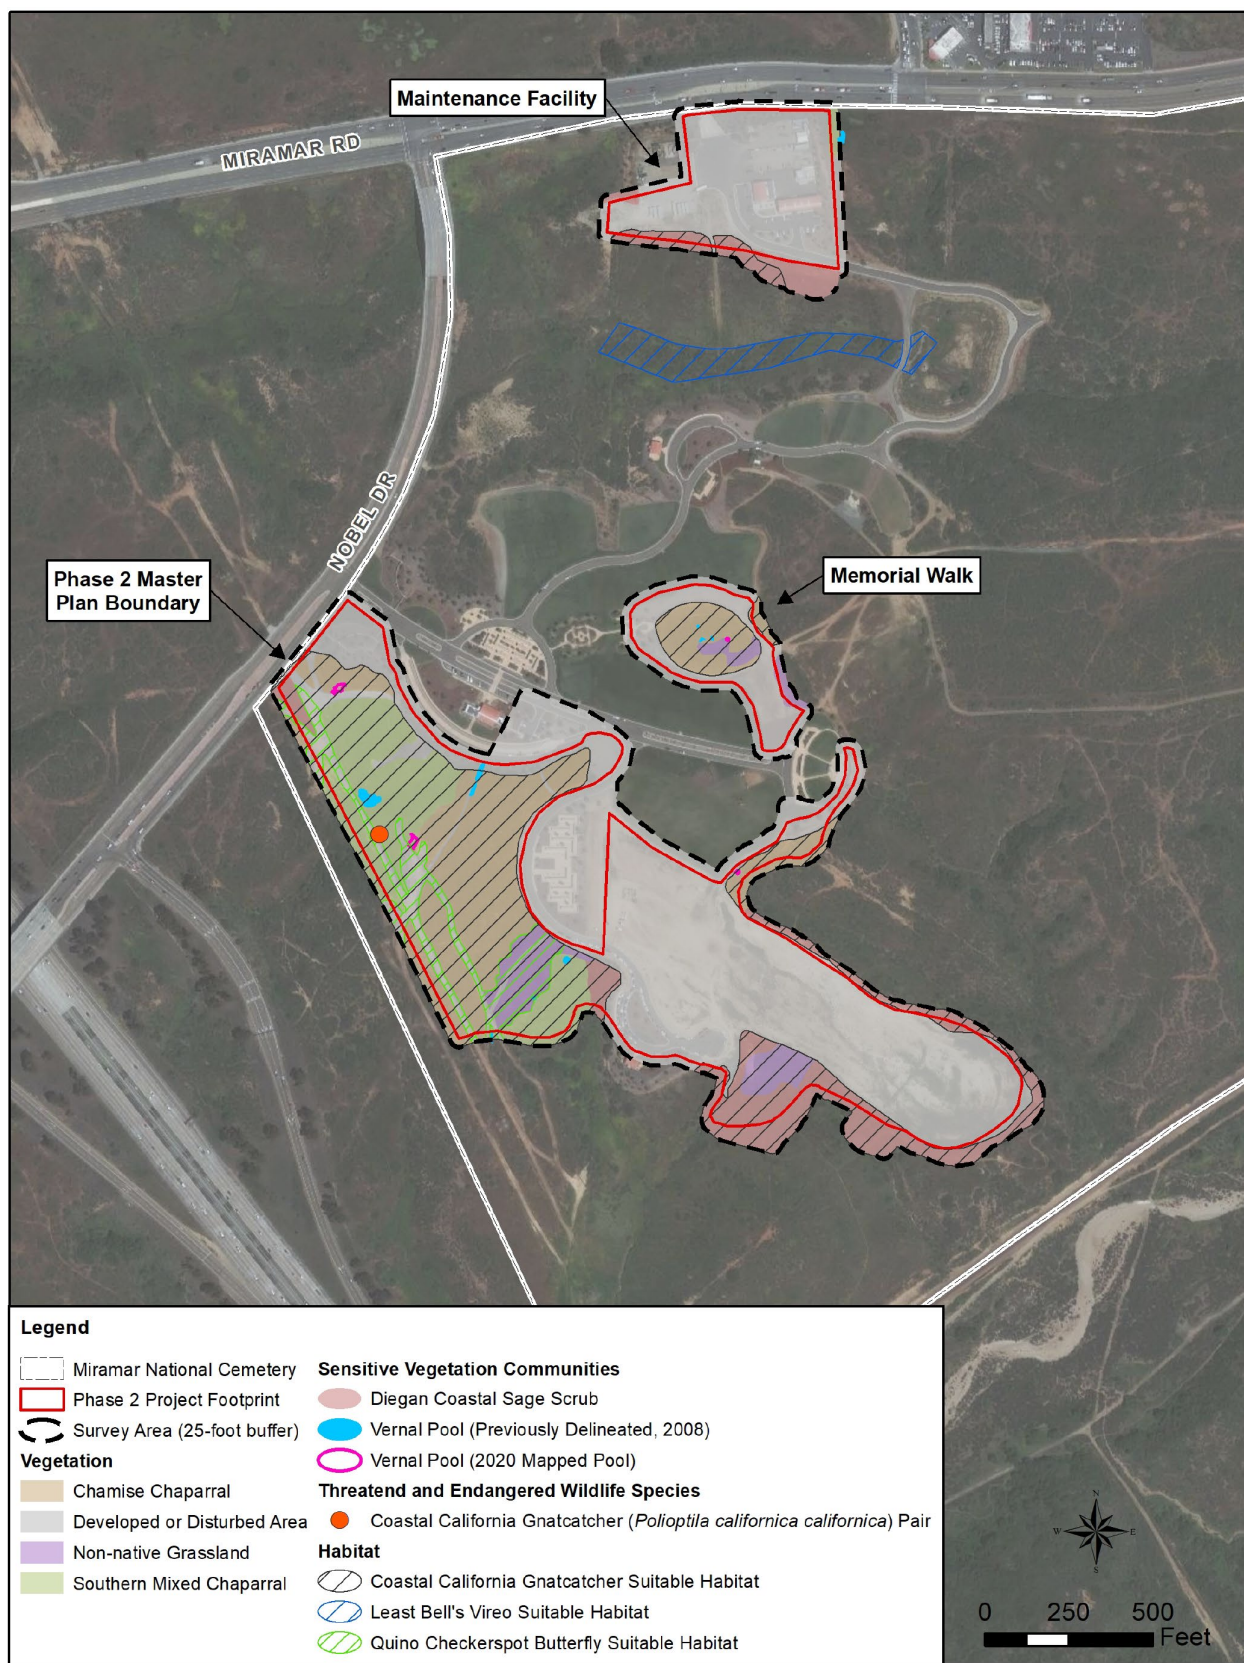 Maintenance Facility
MIRAMAR RD
NOBEL DR
Phase 2 Master
Plan Boundary
Memorial Walk
Legend
Miramar National Cemetery
Phase 2 Project Footprint
Survey Area (25-foot buffer)
Vegetation
Chamise Chaparral
Developed or Disturbed Area
Non-native Grassland
Southern Mixed Chaparral
Sensitive Vegetation Communities
Diegan Coastal Sage Scrub
Vernal Pool (Previously Delineated, 2008)
Vernal Pool (2020 Mapped Pool)
Threatend and Endangered Wildlife Species
Coastal California Gnatcatcher (Polioptila californica californica) Pair
Habitat
Coastal California Gnatcatcher Suitable Habitat
Least Bell's Vireo Suitable Habitat
Quino Checkerspot Butterfly Suitable Habitat
N
W E
S
0 250 500
Feet